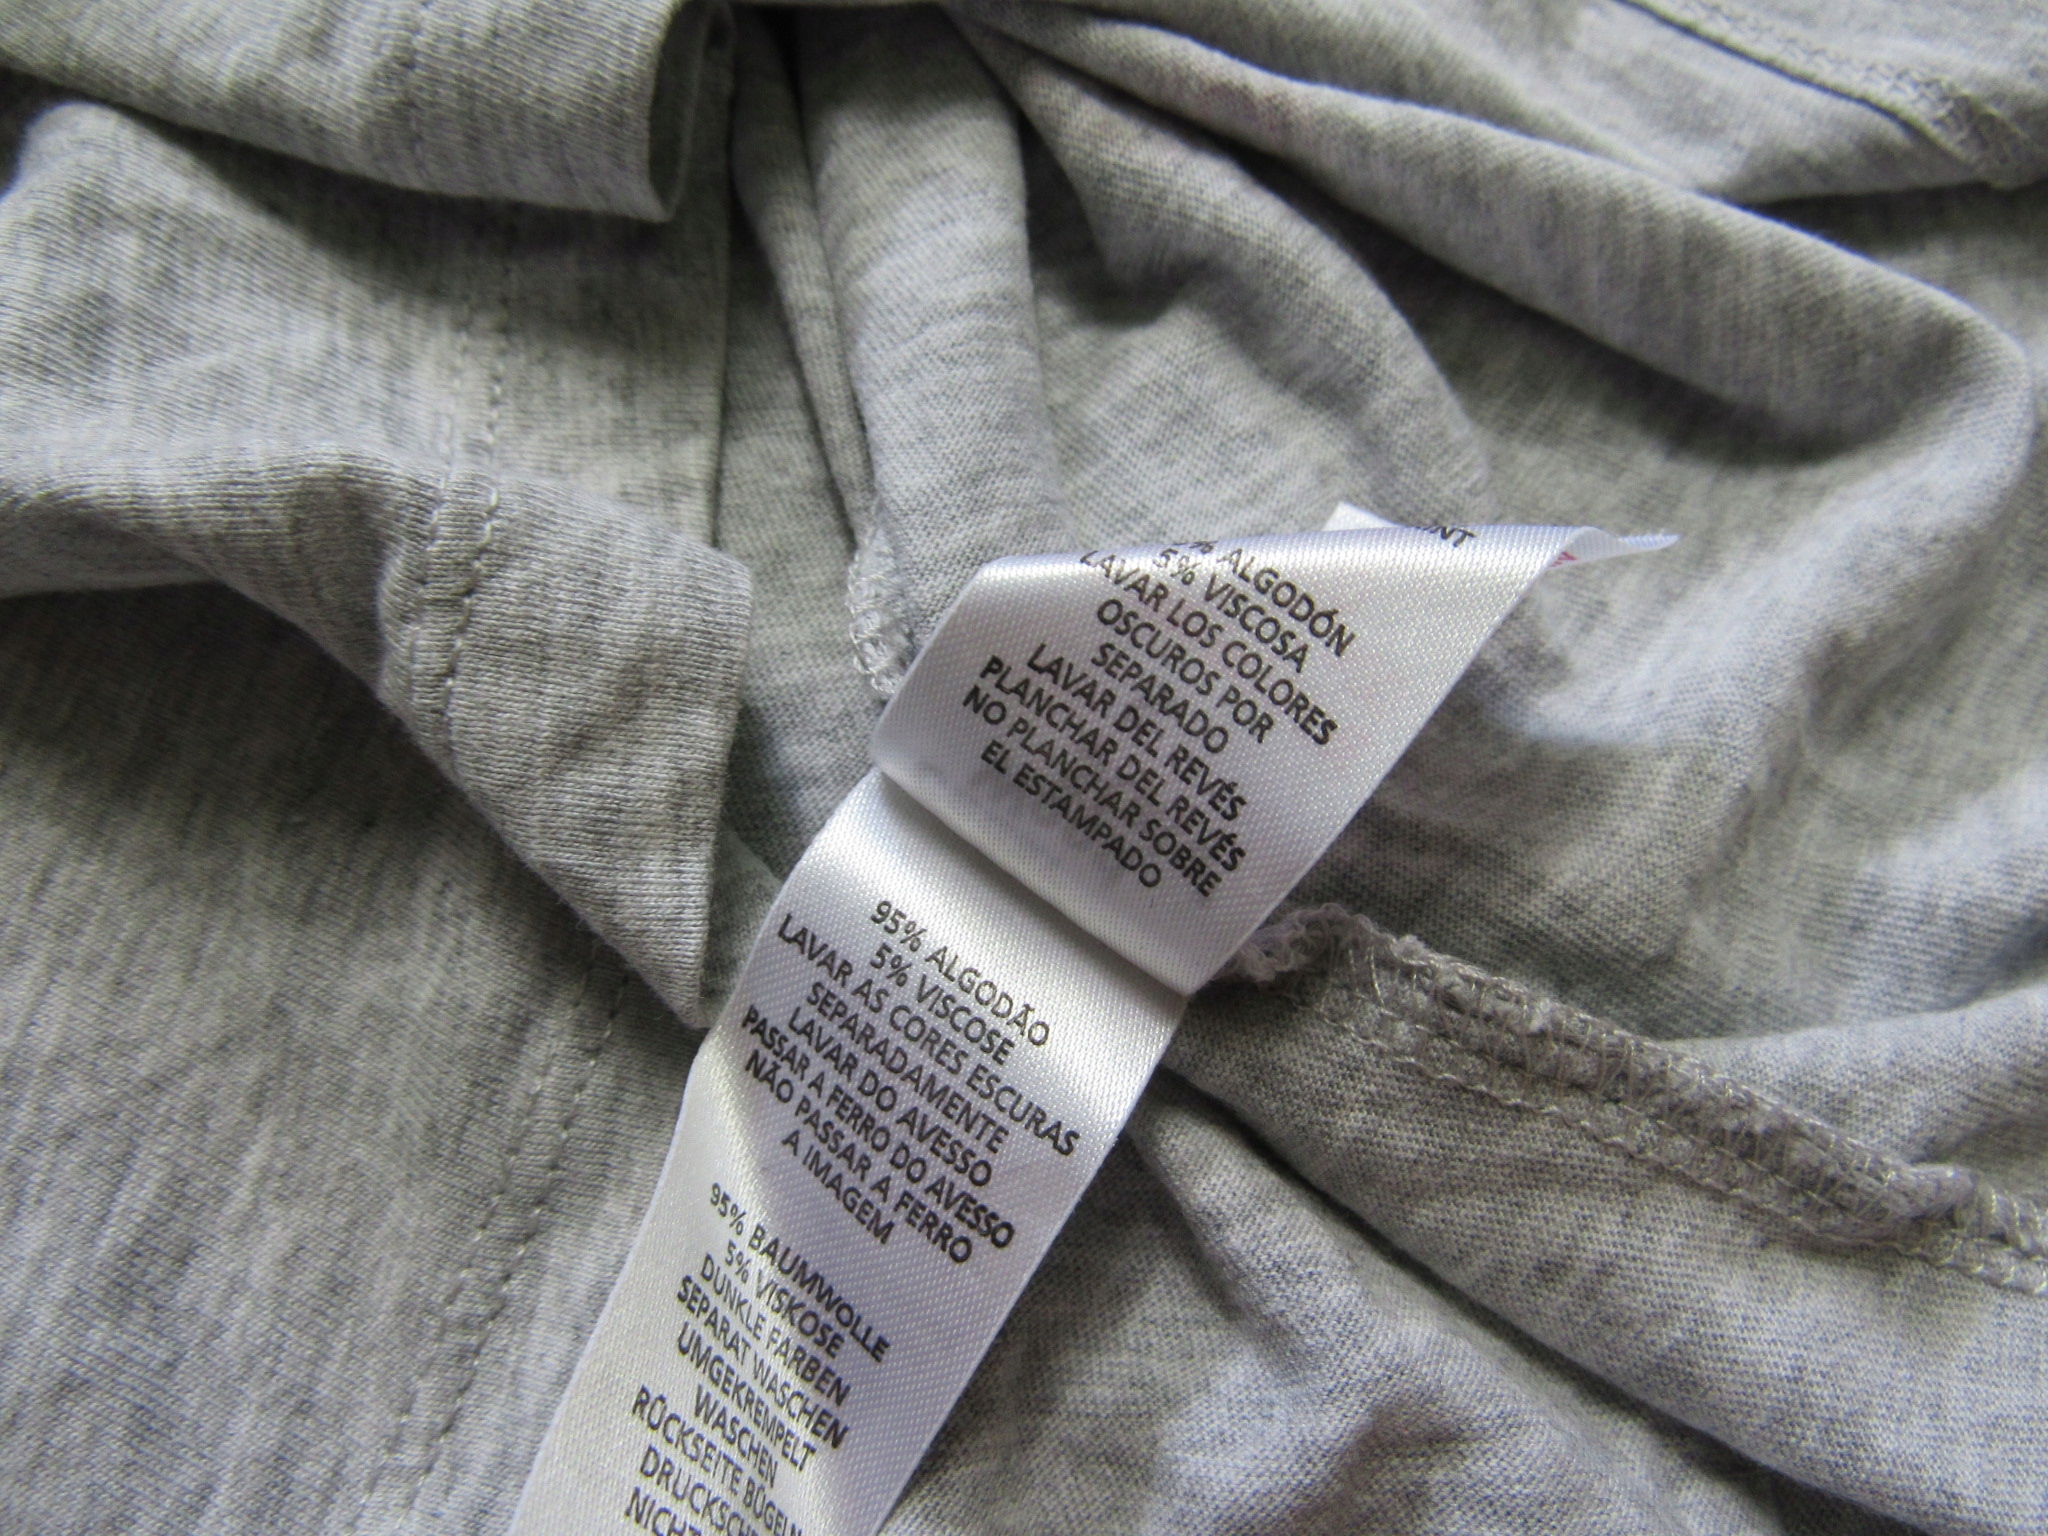 ALGODÓN
5% VISCOSA
LAVAR LOS COLORES
OSCUROS POR
SEPARADO
LAVAR DEL REVÉS
PLANCHAR DEL REVÉS
NO PLANCHAR SOBRE
EL ESTAMPADO
95% ALGODÃO
5% VISCOSE
LAVAR AS CORES ESCURAS
SEPARADAMENTE
LAVAR DO AVESSO
PASSAR A FERRO DO AVESSO
NÃO PASSAR A FERRO
A IMAGEM
95% BAUMWOLLE
5% VISKOSE
DUNKLE FARBEN
SEPARAT WASCHEN
UMGEKREMPELT
WASCHEN
RÜCKSEITE BÜGELN